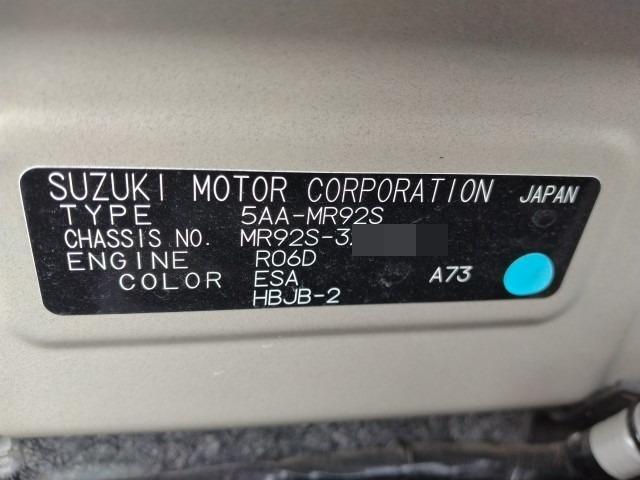 SUZUKI MOTOR CORPORATION JAPAN
TYPE 5AA-MR92S
CHASSIS NO. MR92S-3
ENGINE R06D
COLOR ESA A73
HBJB-2